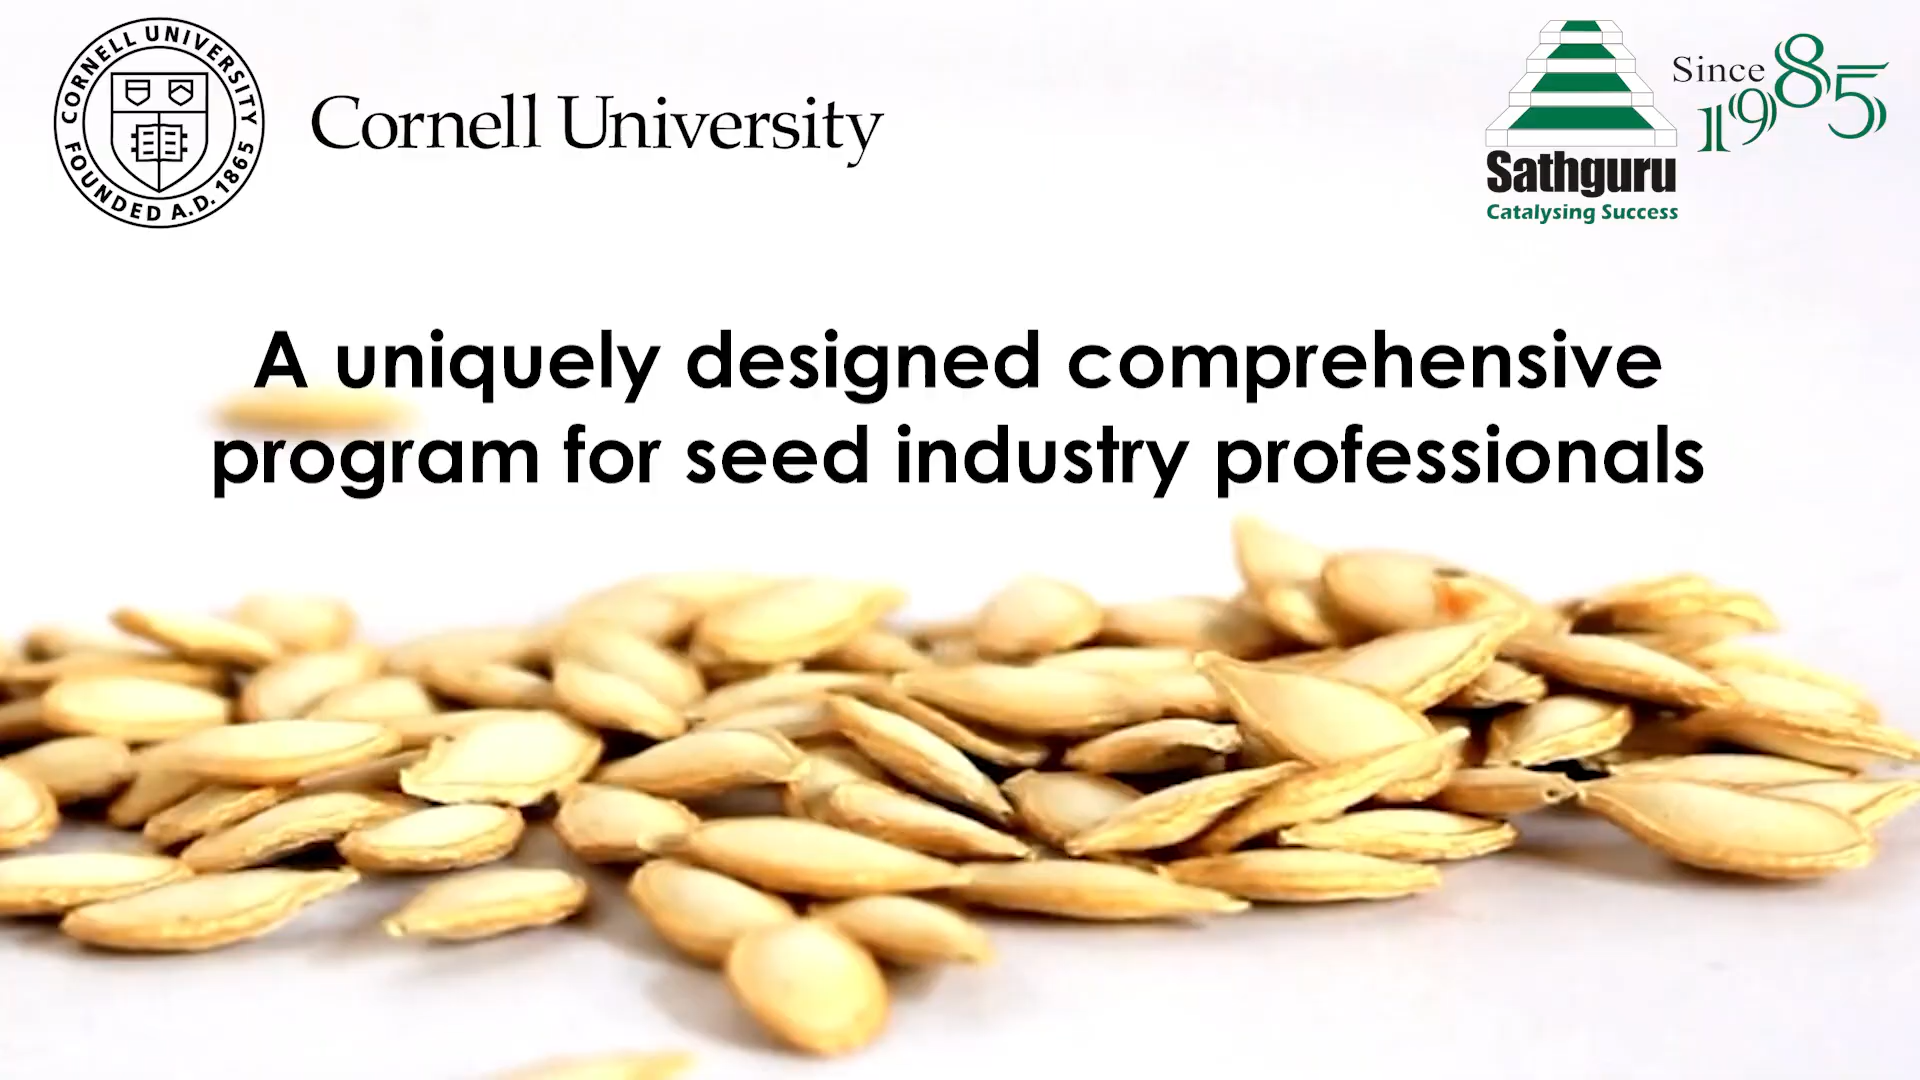 CORNELL UNIVERSITY
FOUNDED A.D. 1865
Cornell University
Sathguru
Catalysing Success
Since
1985
A uniquely designed comprehensive
program for seed industry professionals